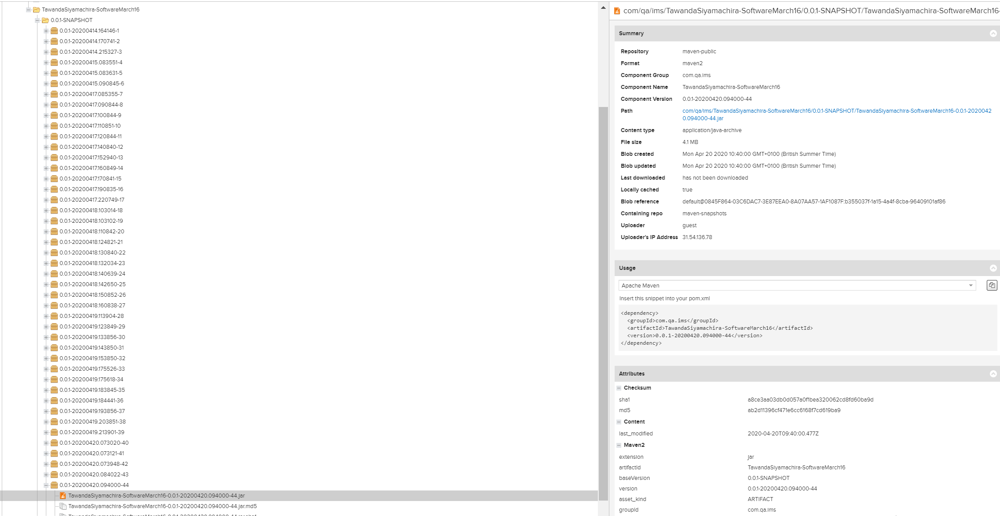 TawandaSiyamachira-SoftwareMarch16
0.0.1-SNAPSHOT
0.0.1-20200414.164146-1
0.0.1-20200414.170741-2
0.0.1-20200414.215327-3
0.0.1-20200415.083551-4
0.0.1-20200415.083631-5
0.0.1-20200415.090845-6
0.0.1-20200417.085355-7
0.0.1-20200417.090844-8
0.0.1-20200417.100844-9
0.0.1-20200417.110851-10
0.0.1-20200417.120844-11
0.0.1-20200417.140840-12
0.0.1-20200417.152940-13
0.0.1-20200417.160849-14
0.0.1-20200417.170841-15
0.0.1-20200417.190835-16
0.0.1-20200417.220749-17
0.0.1-20200418.103014-18
0.0.1-20200418.103102-19
0.0.1-20200418.110842-20
0.0.1-20200418.124821-21
0.0.1-20200418.130840-22
0.0.1-20200418.132034-23
0.0.1-20200418.140639-24
0.0.1-20200418.142650-25
0.0.1-20200418.150852-26
0.0.1-20200418.160838-27
0.0.1-20200419.113904-28
0.0.1-20200419.123849-29
0.0.1-20200419.133856-30
0.0.1-20200419.143850-31
0.0.1-20200419.153850-32
0.0.1-20200419.175526-33
0.0.1-20200419.175618-34
0.0.1-20200419.183845-35
0.0.1-20200419.184441-36
0.0.1-20200419.193856-37
0.0.1-20200419.203851-38
0.0.1-20200419.213901-39
0.0.1-20200420.073020-40
0.0.1-20200420.073121-41
0.0.1-20200420.073948-42
0.0.1-20200420.084022-43
0.0.1-20200420.094000-44
TawandaSiyamachira-SoftwareMarch16-0.0.1-20200420.094000-44.jar
TawandaSiyamachira-SoftwareMarch16-0.0.1-20200420.094000-44.jar.md5
TawandaSiyamachira-SoftwareMarch16-0.0.1-20200420.094000-44.jar.sha1
com/qa/ims/TawandaSiyamachira-SoftwareMarch16/0.0.1-SNAPSHOT/TawandaSiyamachira-SoftwareMarch16-
Summary
Repository maven-public
Format maven2
Component Group com.qa.ims
Component Name TawandaSiyamachira-SoftwareMarch16
Component Version 0.0.1-20200420.094000-44
Path com/qa/ims/TawandaSiyamachira-SoftwareMarch16/0.0.1-SNAPSHOT/TawandaSiyamachira-SoftwareMarch16-0.0.1-2020042
0.094000-44.jar
Content type application/java-archive
File size 4.1 MB
Blob created Mon Apr 20 2020 10:40:00 GMT+0100 (British Summer Time)
Blob updated Mon Apr 20 2020 10:40:00 GMT+0100 (British Summer Time)
Last downloaded has not been downloaded
Locally cached true
Blob reference default@0845F864-03C6DAC7-3E87EEA0-8A07AA57-1AF1087F:b355037f-1a15-4a4f-8cba-96409101af86
Containing repo maven-snapshots
Uploader guest
Uploader's IP Address 31.54.136.78
Usage
Apache Maven
Insert this snippet into your pom.xml
<dependency>
<groupId>com.qa.ims</groupId>
<artifactId>TawandaSiyamachira-SoftwareMarch16</artifactId>
<version>0.0.1-20200420.094000-44</version>
</dependency>
Attributes
Checksum
sha1 a8ce3aa03db0d057a0f1bea320062cd8fd60ba9d
md5 ab2d11396cf471e6cc6168f7cd619ba9
Content
last_modified 2020-04-20T09:40:00.477Z
Maven2
extension jar
artifactId TawandaSiyamachira-SoftwareMarch16
baseVersion 0.0.1-SNAPSHOT
version 0.0.1-20200420.094000-44
asset_kind ARTIFACT
groupId com.qa.ims